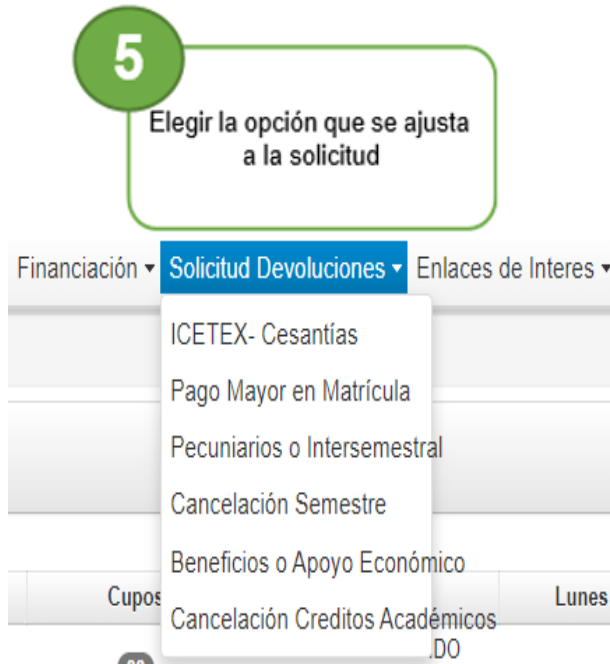 5
Elegir la opción que se ajusta
a la solicitud
Financiación Solicitud Devoluciones Enlaces de Interes
ICETEX- Cesantías
Pago Mayor en Matrícula
Pecuniarios o Intersemestral
Cancelación Semestre
Beneficios o Apoyo Económico
Cupos Lunes
Cancelación Creditos Académicos
DO